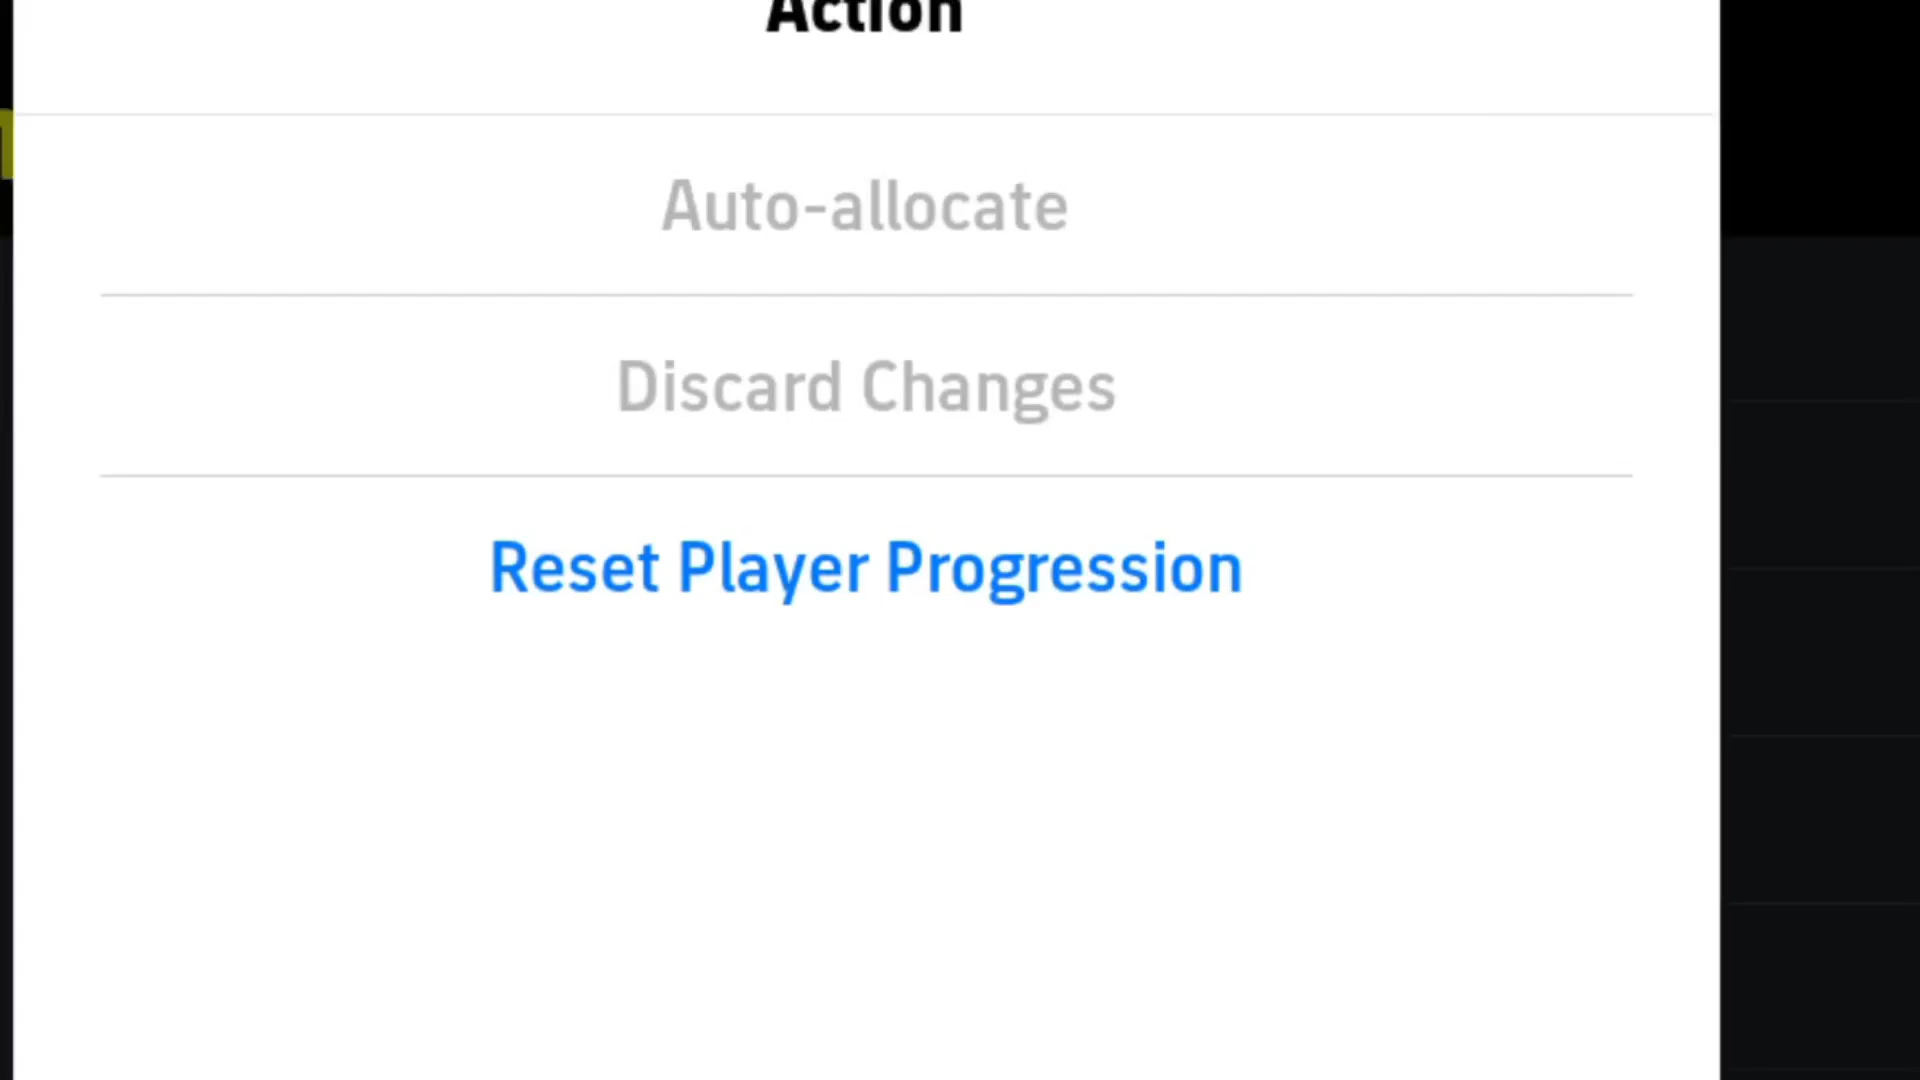 Action
Auto-allocate
Discard Changes
Reset Player Progression